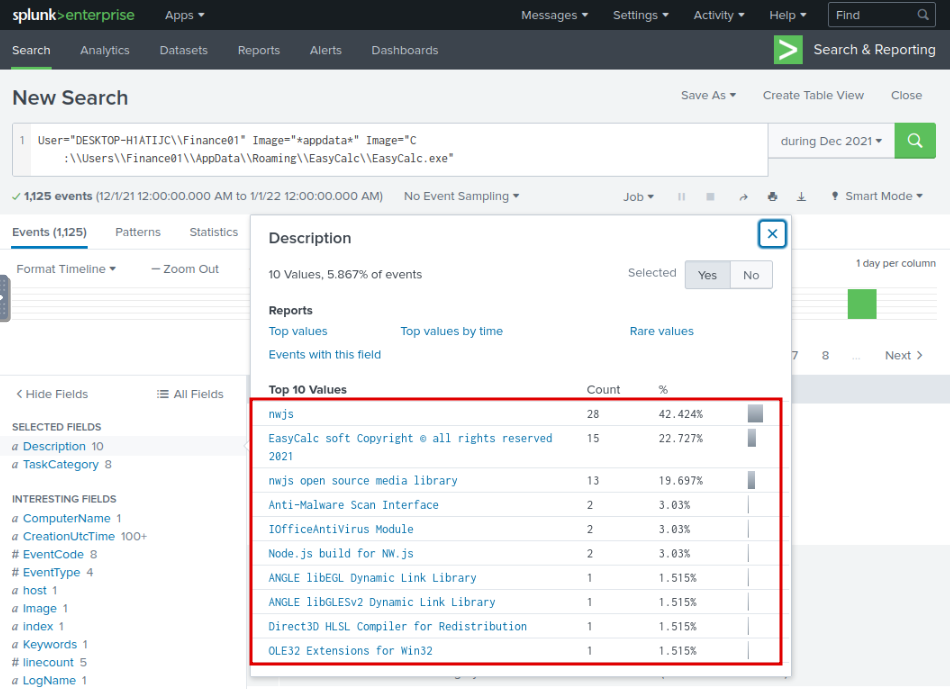 splunk>enterprise Apps Messages Settings Activity Help Find
Search Analytics Datasets Reports Alerts Dashboards Search & Reporting
New Search Save As Create Table View Close
1 User="DESKTOP-H1ATIJC\\Finance01" Image="*appdata*" Image="C
:\\Users\\Finance01\\AppData\\Roaming\\EasyCalc\\EasyCalc.exe"
during Dec 2021
1,125 events (12/1/21 12:00:00.000 AM to 1/1/22 12:00:00.000 AM) No Event Sampling Job Smart Mode
Events (1,125) Patterns Statistics
Format Timeline — Zoom Out 1 day per column
7 8 ... Next >
< Hide Fields All Fields
SELECTED FIELDS
a Description 10
a TaskCategory 8
INTERESTING FIELDS
a ComputerName 1
a CreationUtcTime 100+
# EventCode 8
# EventType 4
a host 1
a Image 1
a index 1
a Keywords 1
# linecount 5
a LogName 1
Description
10 Values, 5.867% of events Selected Yes No
Reports
Top values Top values by time Rare values
Events with this field
Top 10 Values Count %
nwjs 28 42.424%
EasyCalc soft Copyright © all rights reserved 15 22.727%
2021
nwjs open source media library 13 19.697%
Anti-Malware Scan Interface 2 3.03%
IOfficeAntiVirus Module 2 3.03%
Node.js build for NW.js 2 3.03%
ANGLE libEGL Dynamic Link Library 1 1.515%
ANGLE libGLESv2 Dynamic Link Library 1 1.515%
Direct3D HLSL Compiler for Redistribution 1 1.515%
OLE32 Extensions for Win32 1 1.515%